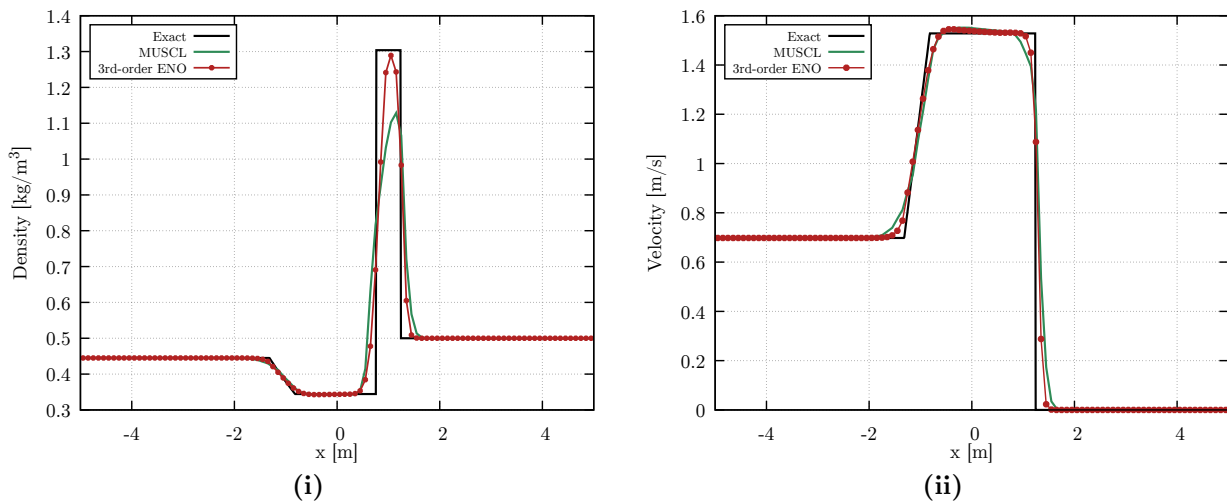 1.4
1.3
1.2
1.1
1
0.9
0.8
0.7
0.6
0.5
0.4
0.3
Density [kg/m³]
Exact
MUSCL
3rd-order ENO
-4
-2
0
2
4
x [m]
(i)
1.6
1.4
1.2
1
0.8
0.6
0.4
0.2
0
Velocity [m/s]
Exact
MUSCL
3rd-order ENO
-4
-2
0
2
4
x [m]
(ii)